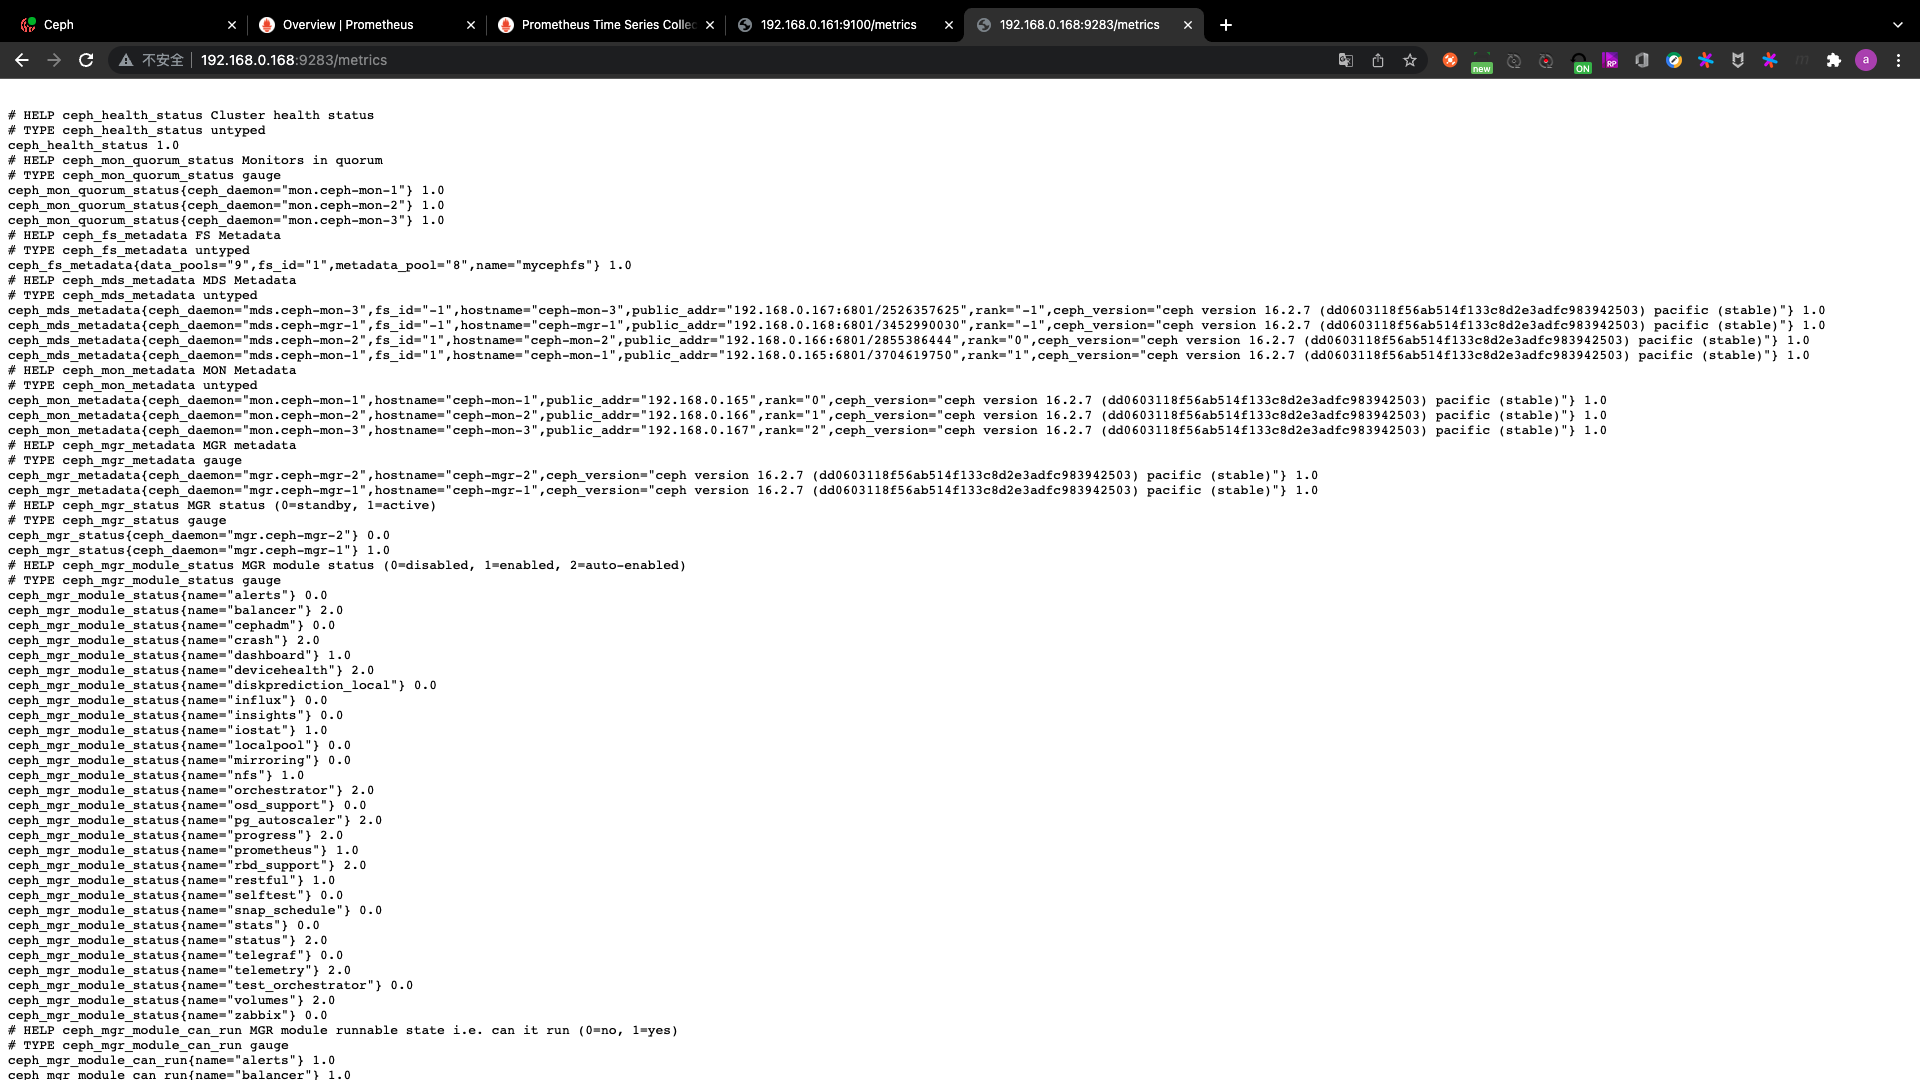 Ceph
Overview | Prometheus
Prometheus Time Series Collec
192.168.0.161:9100/metrics
192.168.0.168:9283/metrics
不安全
192.168.0.168:9283/metrics
new
ON
RP
a
# HELP ceph_health_status Cluster health status
# TYPE ceph_health_status untyped
ceph_health_status 1.0
# HELP ceph_mon_quorum_status Monitors in quorum
# TYPE ceph_mon_quorum_status gauge
ceph_mon_quorum_status{ceph_daemon="mon.ceph-mon-1"} 1.0
ceph_mon_quorum_status{ceph_daemon="mon.ceph-mon-2"} 1.0
ceph_mon_quorum_status{ceph_daemon="mon.ceph-mon-3"} 1.0
# HELP ceph_fs_metadata FS Metadata
# TYPE ceph_fs_metadata untyped
ceph_fs_metadata{data_pools="9",fs_id="1",metadata_pool="8",name="mycephfs"} 1.0
# HELP ceph_mds_metadata MDS Metadata
# TYPE ceph_mds_metadata untyped
ceph_mds_metadata{ceph_daemon="mds.ceph-mon-3",fs_id="-1",hostname="ceph-mon-3",public_addr="192.168.0.167:6801/2526357625",rank="-1",ceph_version="ceph version 16.2.7 (dd0603118f56ab514f133c8d2e3adfc983942503) pacific (stable)"} 1.0
ceph_mds_metadata{ceph_daemon="mds.ceph-mgr-1",fs_id="-1",hostname="ceph-mgr-1",public_addr="192.168.0.168:6801/3452990030",rank="-1",ceph_version="ceph version 16.2.7 (dd0603118f56ab514f133c8d2e3adfc983942503) pacific (stable)"} 1.0
ceph_mds_metadata{ceph_daemon="mds.ceph-mon-2",fs_id="1",hostname="ceph-mon-2",public_addr="192.168.0.166:6801/2855386444",rank="0",ceph_version="ceph version 16.2.7 (dd0603118f56ab514f133c8d2e3adfc983942503) pacific (stable)"} 1.0
ceph_mds_metadata{ceph_daemon="mds.ceph-mon-1",fs_id="1",hostname="ceph-mon-1",public_addr="192.168.0.165:6801/3704619750",rank="1",ceph_version="ceph version 16.2.7 (dd0603118f56ab514f133c8d2e3adfc983942503) pacific (stable)"} 1.0
# HELP ceph_mon_metadata MON Metadata
# TYPE ceph_mon_metadata untyped
ceph_mon_metadata{ceph_daemon="mon.ceph-mon-1",hostname="ceph-mon-1",public_addr="192.168.0.165",rank="0",ceph_version="ceph version 16.2.7 (dd0603118f56ab514f133c8d2e3adfc983942503) pacific (stable)"} 1.0
ceph_mon_metadata{ceph_daemon="mon.ceph-mon-2",hostname="ceph-mon-2",public_addr="192.168.0.166",rank="1",ceph_version="ceph version 16.2.7 (dd0603118f56ab514f133c8d2e3adfc983942503) pacific (stable)"} 1.0
ceph_mon_metadata{ceph_daemon="mon.ceph-mon-3",hostname="ceph-mon-3",public_addr="192.168.0.167",rank="2",ceph_version="ceph version 16.2.7 (dd0603118f56ab514f133c8d2e3adfc983942503) pacific (stable)"} 1.0
# HELP ceph_mgr_metadata MGR metadata
# TYPE ceph_mgr_metadata gauge
ceph_mgr_metadata{ceph_daemon="mgr.ceph-mgr-2",hostname="ceph-mgr-2",ceph_version="ceph version 16.2.7 (dd0603118f56ab514f133c8d2e3adfc983942503) pacific (stable)"} 1.0
ceph_mgr_metadata{ceph_daemon="mgr.ceph-mgr-1",hostname="ceph-mgr-1",ceph_version="ceph version 16.2.7 (dd0603118f56ab514f133c8d2e3adfc983942503) pacific (stable)"} 1.0
# HELP ceph_mgr_status MGR status (0=standby, 1=active)
# TYPE ceph_mgr_status gauge
ceph_mgr_status{ceph_daemon="mgr.ceph-mgr-2"} 0.0
ceph_mgr_status{ceph_daemon="mgr.ceph-mgr-1"} 1.0
# HELP ceph_mgr_module_status MGR module status (0=disabled, 1=enabled, 2=auto-enabled)
# TYPE ceph_mgr_module_status gauge
ceph_mgr_module_status{name="alerts"} 0.0
ceph_mgr_module_status{name="balancer"} 2.0
ceph_mgr_module_status{name="cephadm"} 0.0
ceph_mgr_module_status{name="crash"} 2.0
ceph_mgr_module_status{name="dashboard"} 1.0
ceph_mgr_module_status{name="devicehealth"} 2.0
ceph_mgr_module_status{name="diskprediction_local"} 0.0
ceph_mgr_module_status{name="influx"} 0.0
ceph_mgr_module_status{name="insights"} 0.0
ceph_mgr_module_status{name="iostat"} 1.0
ceph_mgr_module_status{name="localpool"} 0.0
ceph_mgr_module_status{name="mirroring"} 0.0
ceph_mgr_module_status{name="nfs"} 1.0
ceph_mgr_module_status{name="orchestrator"} 2.0
ceph_mgr_module_status{name="osd_support"} 0.0
ceph_mgr_module_status{name="pg_autoscaler"} 2.0
ceph_mgr_module_status{name="progress"} 2.0
ceph_mgr_module_status{name="prometheus"} 1.0
ceph_mgr_module_status{name="rbd_support"} 2.0
ceph_mgr_module_status{name="restful"} 1.0
ceph_mgr_module_status{name="selftest"} 0.0
ceph_mgr_module_status{name="snap_schedule"} 0.0
ceph_mgr_module_status{name="stats"} 0.0
ceph_mgr_module_status{name="status"} 2.0
ceph_mgr_module_status{name="telegraf"} 0.0
ceph_mgr_module_status{name="telemetry"} 2.0
ceph_mgr_module_status{name="test_orchestrator"} 0.0
ceph_mgr_module_status{name="volumes"} 2.0
ceph_mgr_module_status{name="zabbix"} 0.0
# HELP ceph_mgr_module_can_run MGR module runnable state i.e. can it run (0=no, 1=yes)
# TYPE ceph_mgr_module_can_run gauge
ceph_mgr_module_can_run{name="alerts"} 1.0
ceph_mgr_module_can_run{name="balancer"} 1.0